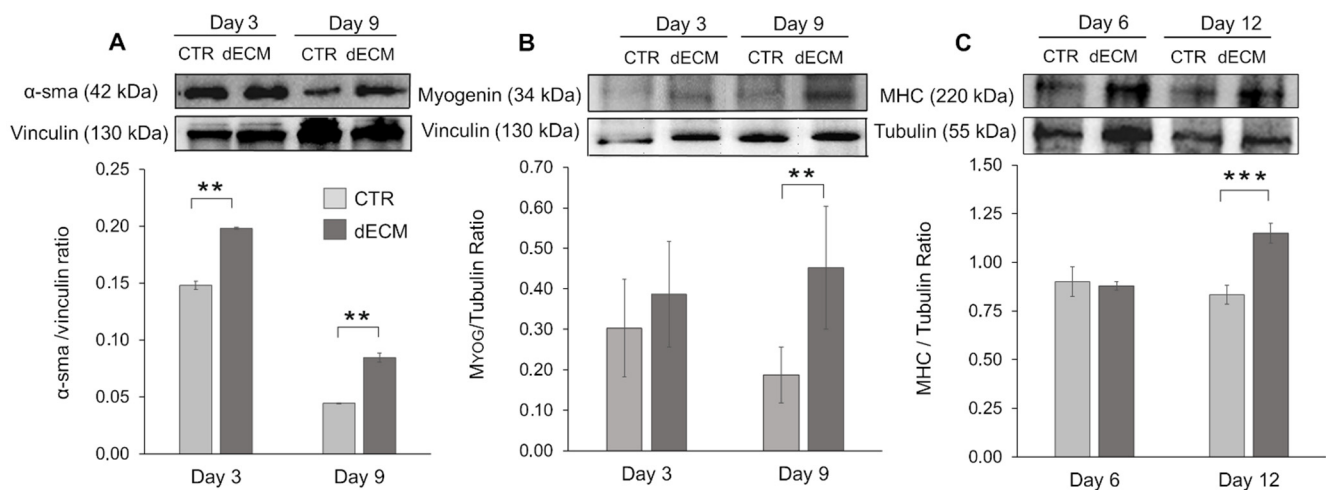 A
Day 3 Day 9
CTR dECM CTR dECM
α-sma (42 kDa)
Vinculin (130 kDa)
0.25
0.20
0.15
0.10
0.05
0.00
α-sma /vinculin ratio
** **
CTR
dECM
Day 3 Day 9
B
Day 3 Day 9
CTR dECM CTR dECM
Myogenin (34 kDa)
Vinculin (130 kDa)
0.70
0.60
0.50
0.40
0.30
0.20
0.10
0.00
Myog/Tubulin Ratio
**
Day 3 Day 9
C
Day 6 Day 12
CTR dECM CTR dECM
MHC (220 kDa)
Tubulin (55 kDa)
1.50
1.25
1.00
0.75
0.50
0.25
0.00
MHC / Tubulin Ratio
***
Day 6 Day 12